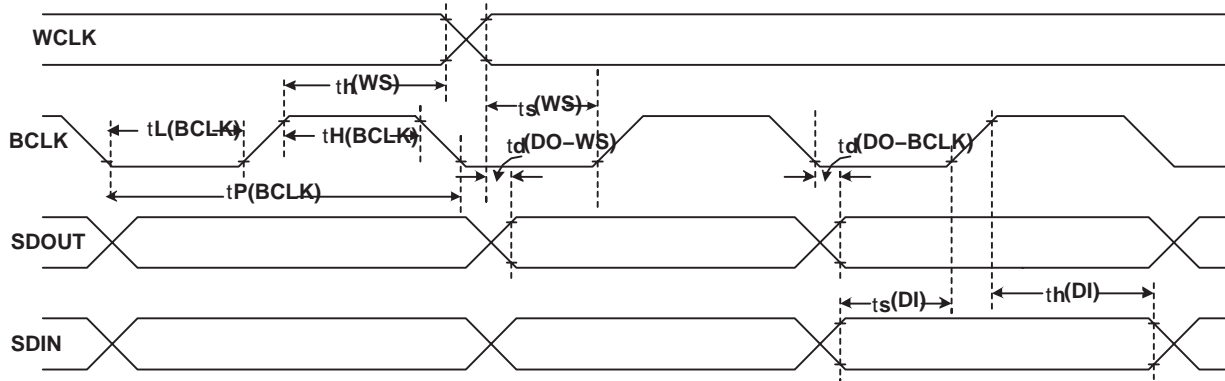 WCLK
th(WS)
ts(WS)
BCLK
tL(BCLK)
tH(BCLK)
td(DO−WS)
td(DO−BCLK)
tP(BCLK)
SDOUT
ts(DI)
th(DI)
SDIN